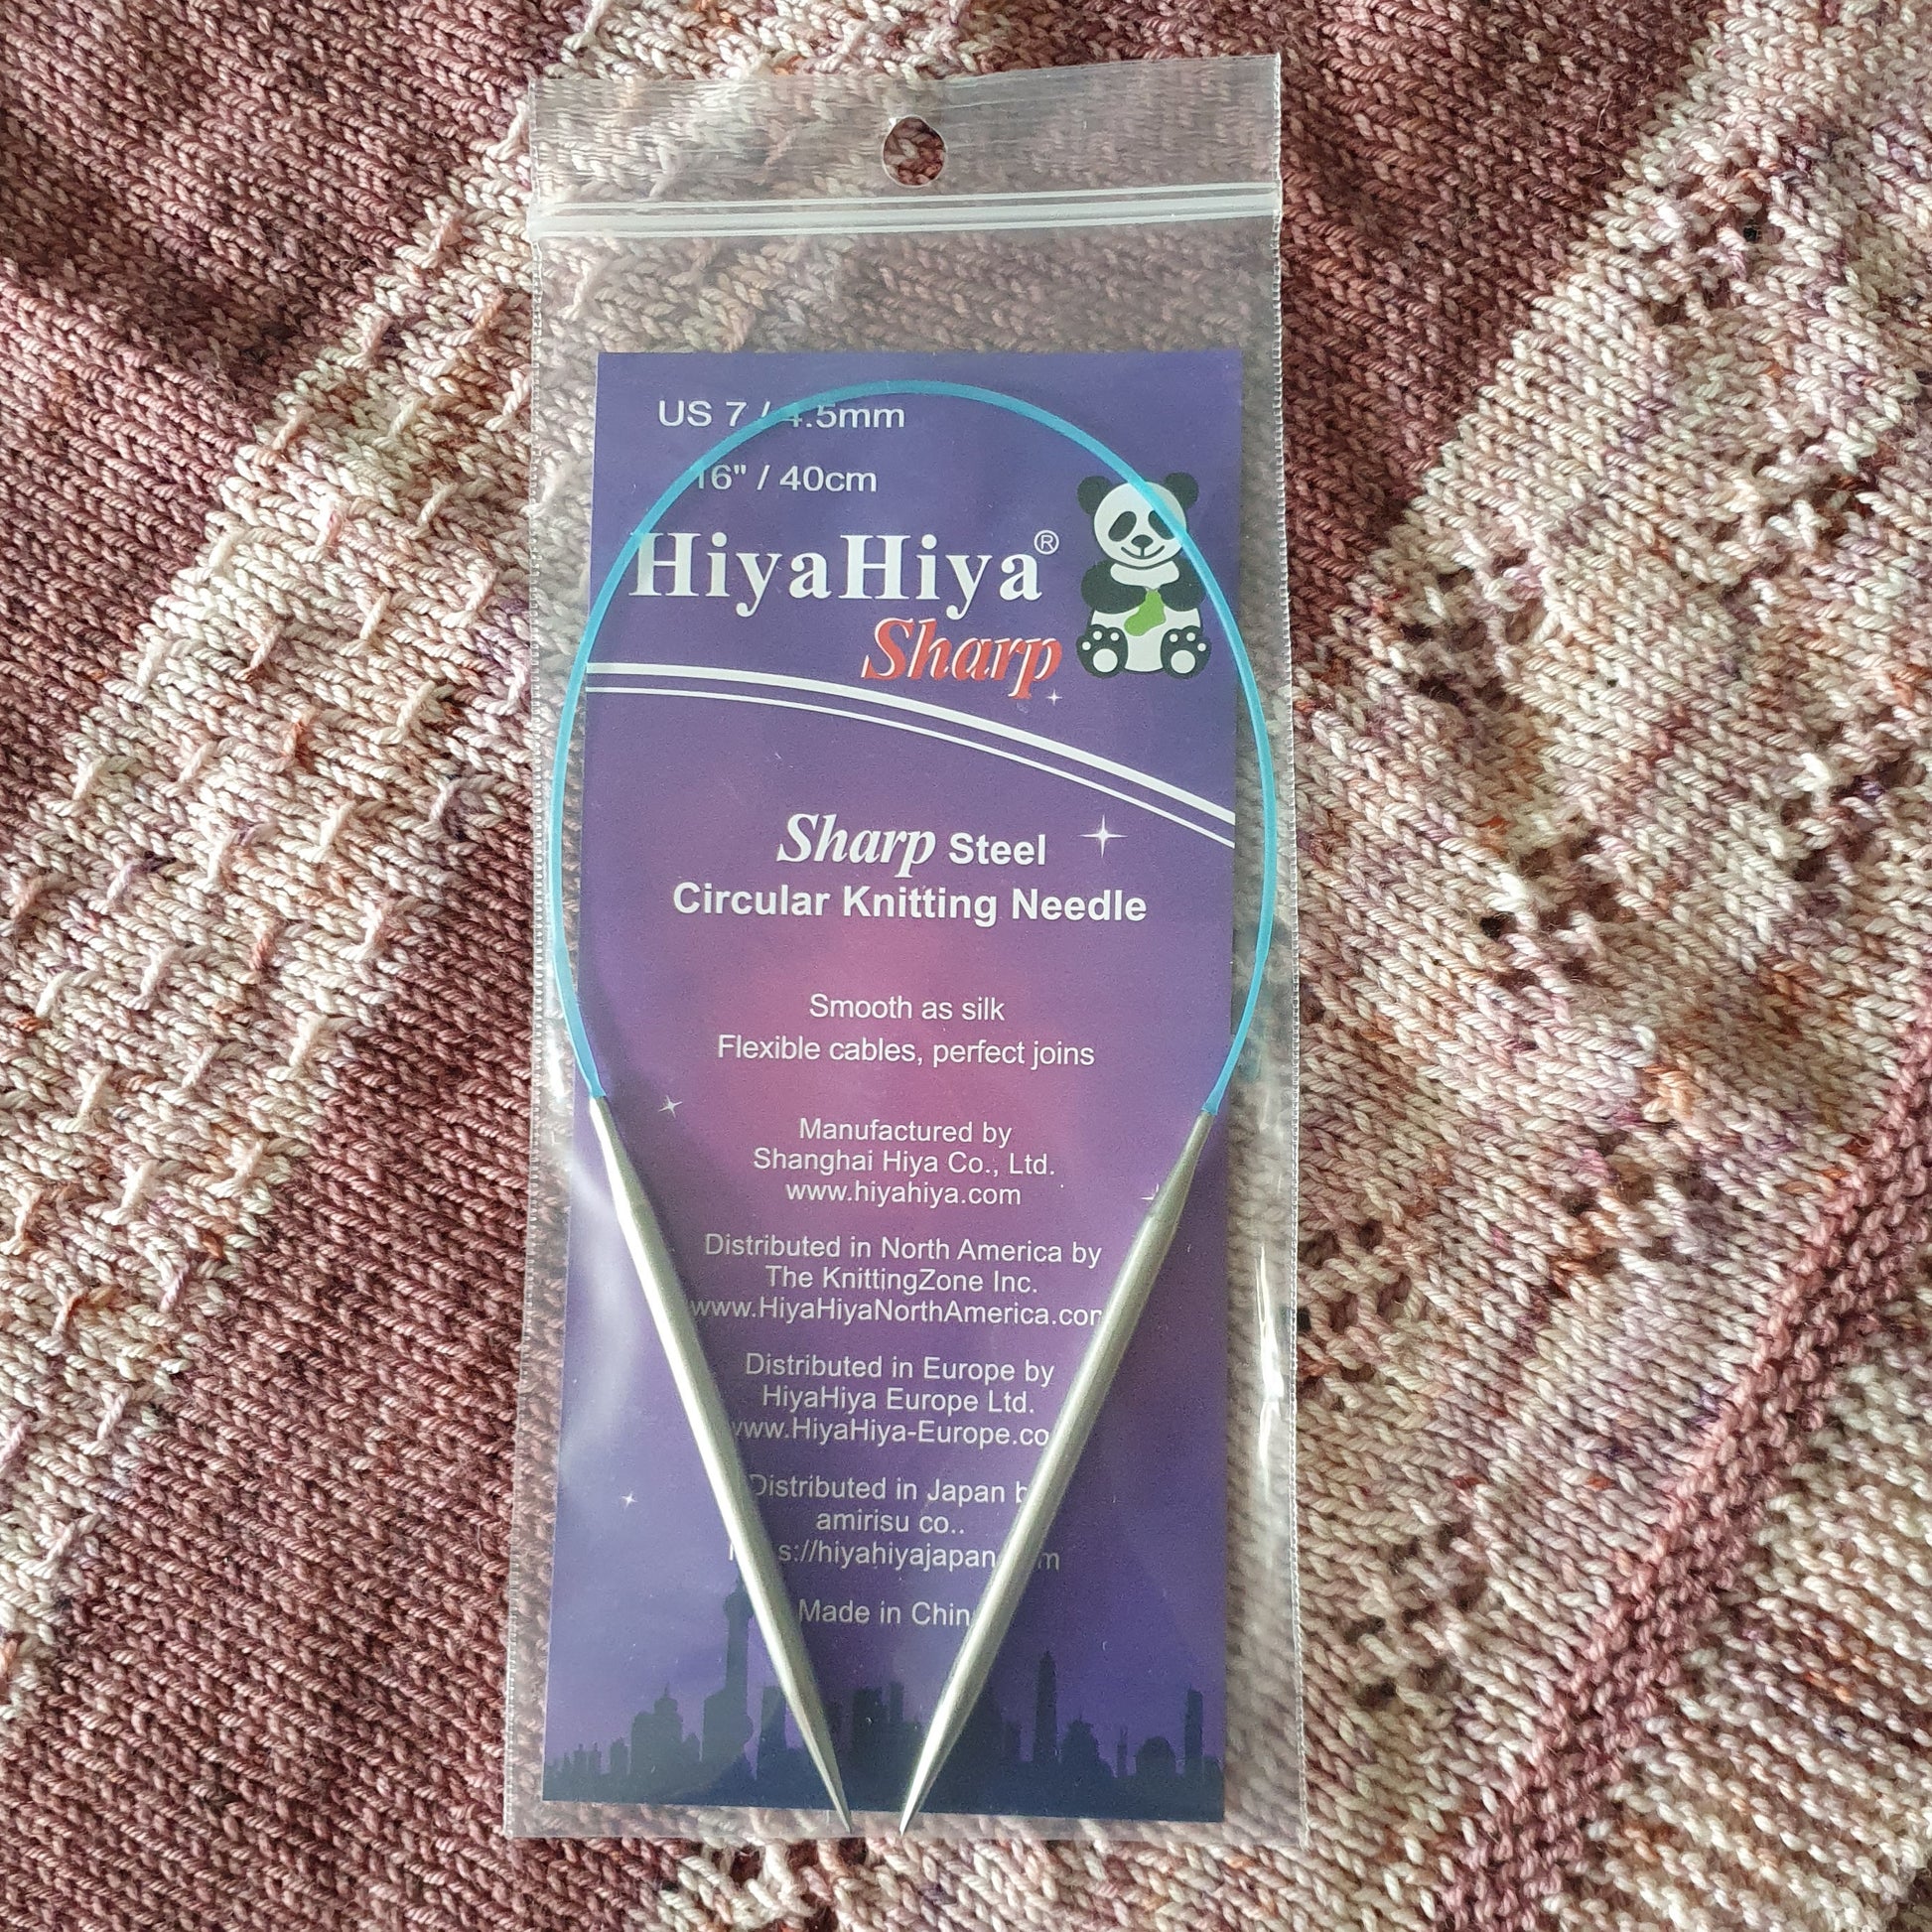 US 7 / 4.5mm
16" / 40cm
HiyaHiya®
Sharp
Sharp Steel
Circular Knitting Needle
Smooth as silk
Flexible cables, perfect joins
Manufactured by
Shanghai Hiya Co., Ltd.
www.hiyahiya.com
Distributed in North America by
The KnittingZone Inc.
www.HiyaHiyaNorthAmerica.com
Distributed in Europe by
HiyaHiya Europe Ltd.
www.HiyaHiya-Europe.co
Distributed in Japan b
amirisu co..
s://hiyahiyajapan
Made in Chin